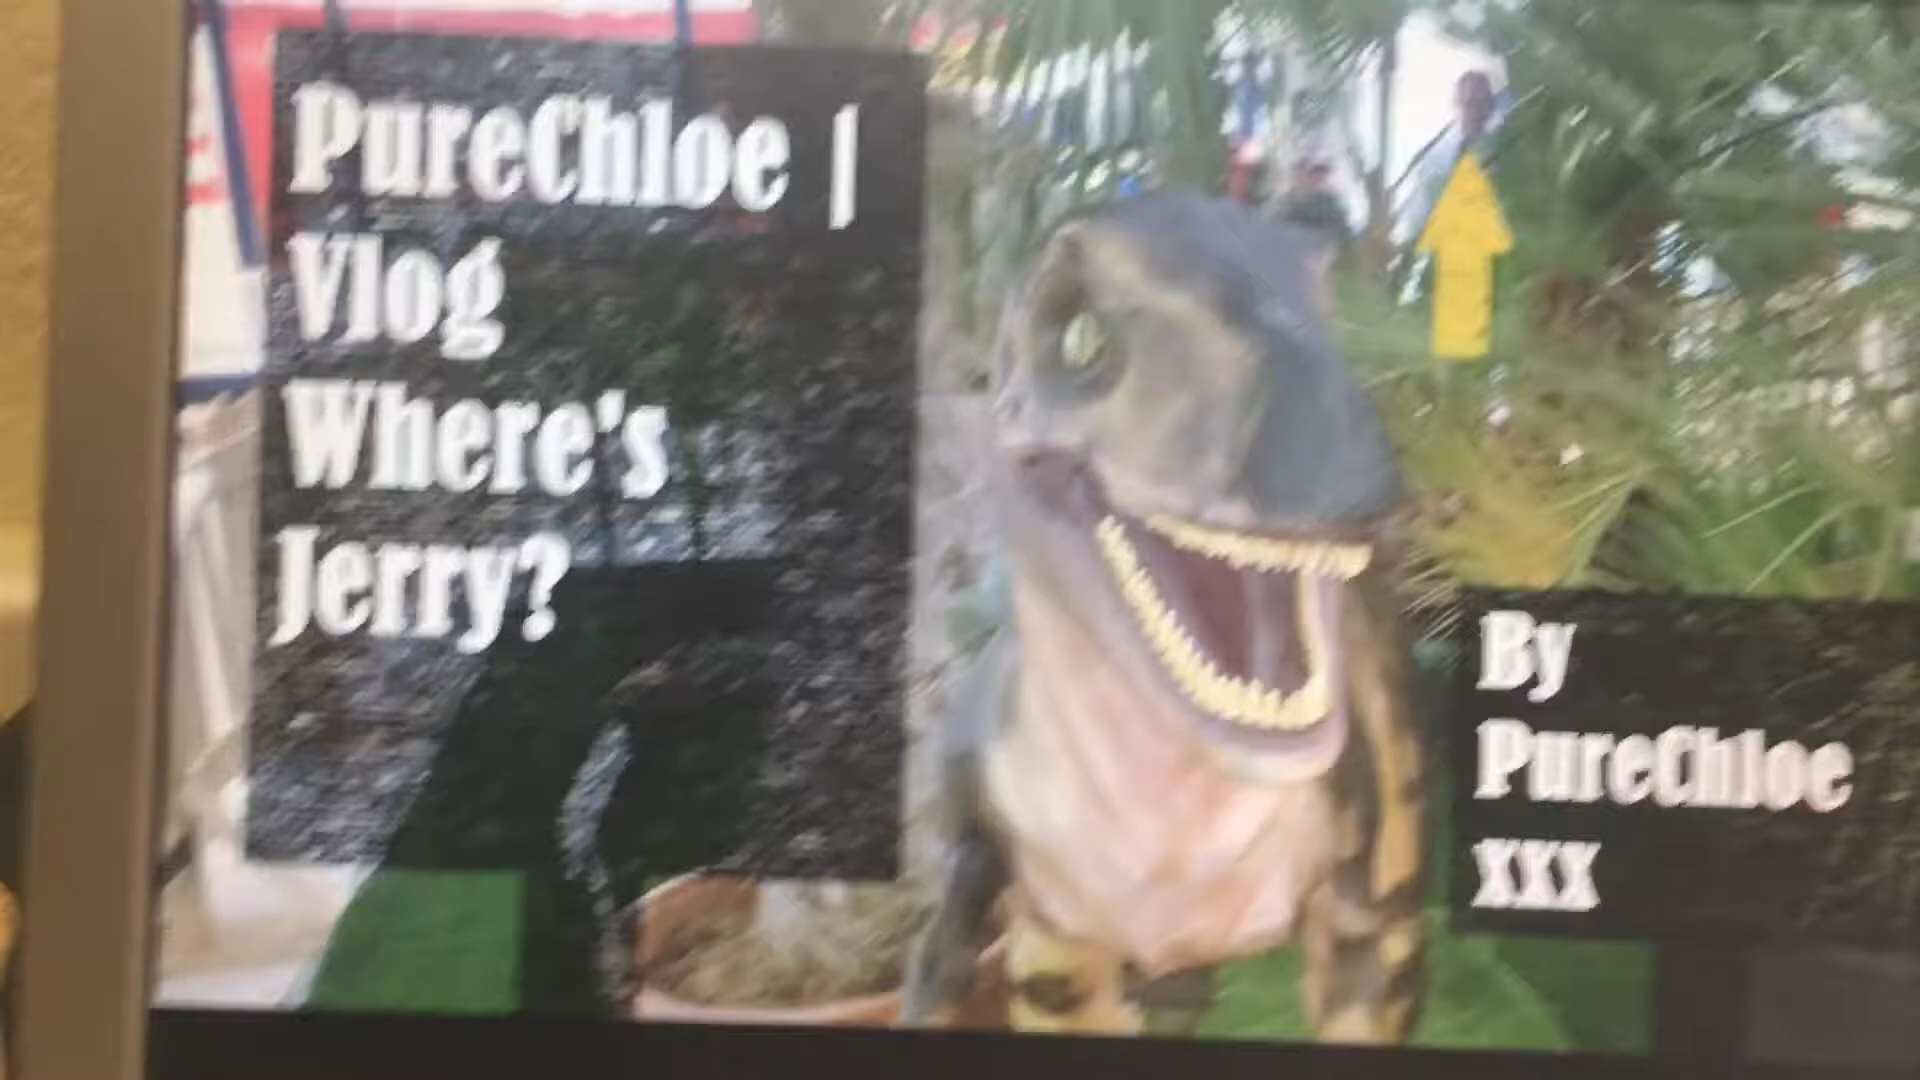 PureChloe |
Vlog
Where's
Jerry?
By
PureChloe
XXX